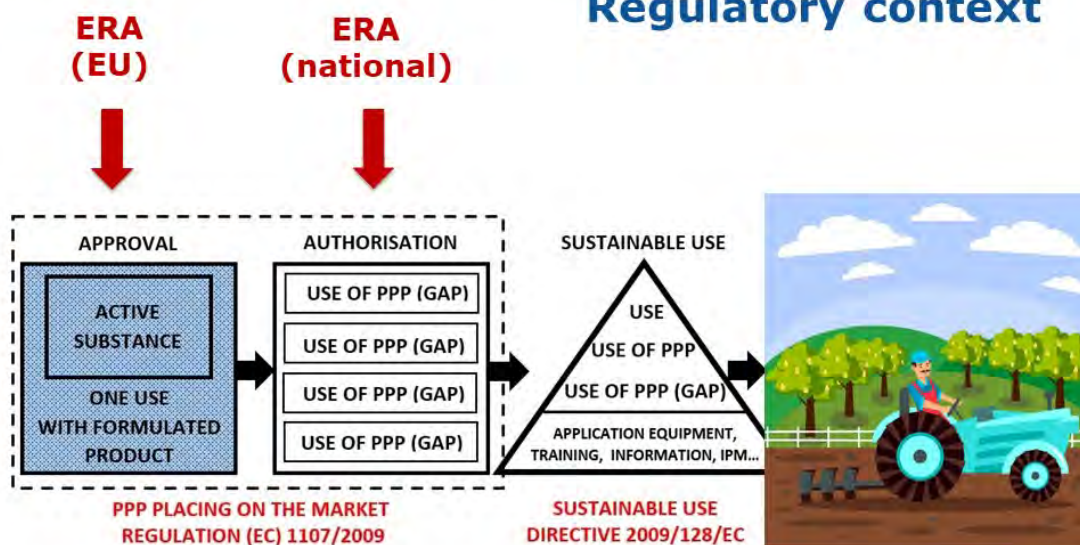 Regulatory context
ERA
(EU)
ERA
(national)
APPROVAL
ACTIVE
SUBSTANCE
ONE USE
WITH FORMULATED
PRODUCT
AUTHORISATION
USE OF PPP (GAP)
USE OF PPP (GAP)
USE OF PPP (GAP)
USE OF PPP (GAP)
PPP PLACING ON THE MARKET
REGULATION (EC) 1107/2009
SUSTAINABLE USE
USE
USE OF PPP
USE OF PPP (GAP)
APPLICATION EQUIPMENT,
TRAINING, INFORMATION, IPM...
SUSTAINABLE USE
DIRECTIVE 2009/128/EC